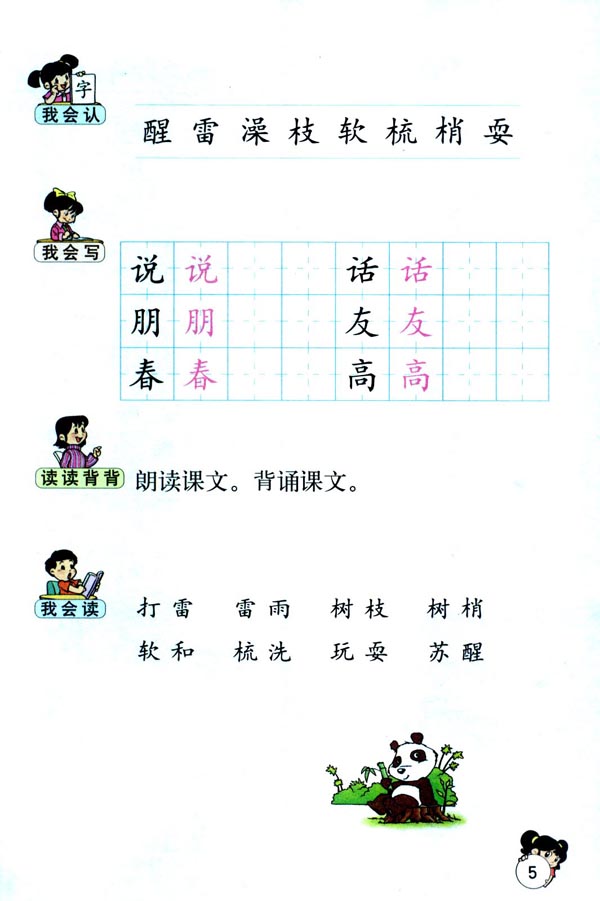 字
我会认
醒 雷 澡 枝 软 梳 梢 耍
我会写
说 说 话 话
朋 朋 友 友
春 春 高 高
读读背背
朗读课文。背诵课文。
我会读
打雷 雷雨 树枝 树梢
软和 梳洗 玩耍 苏醒
5